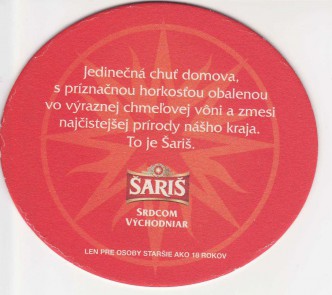 Jedinečná chuť domova,
s príznačnou horkosťou obalenou
vo výraznej chmeľovej vôni a zmesi
najčistejšej prírody nášho kraja.
To je Šariš.
ŠARIŠ
SRDCOM
VÝCHODNIAR
LEN PRE OSOBY STARŠIE AKO 18 ROKOV